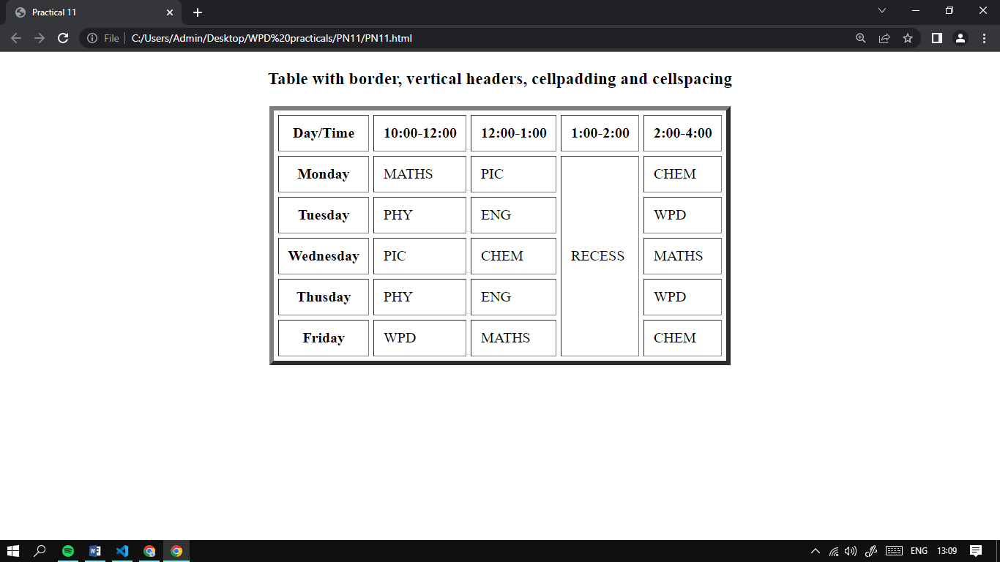 Practical 11
File C:/Users/Admin/Desktop/WPD%20practicals/PN11/PN11.html
Table with border, vertical headers, cellpadding and cellspacing
Day/Time 10:00-12:00 12:00-1:00 1:00-2:00 2:00-4:00
Monday MATHS PIC CHEM
Tuesday PHY ENG WPD
Wednesday PIC CHEM RECESS MATHS
Thusday PHY ENG WPD
Friday WPD MATHS CHEM
ENG 13:09